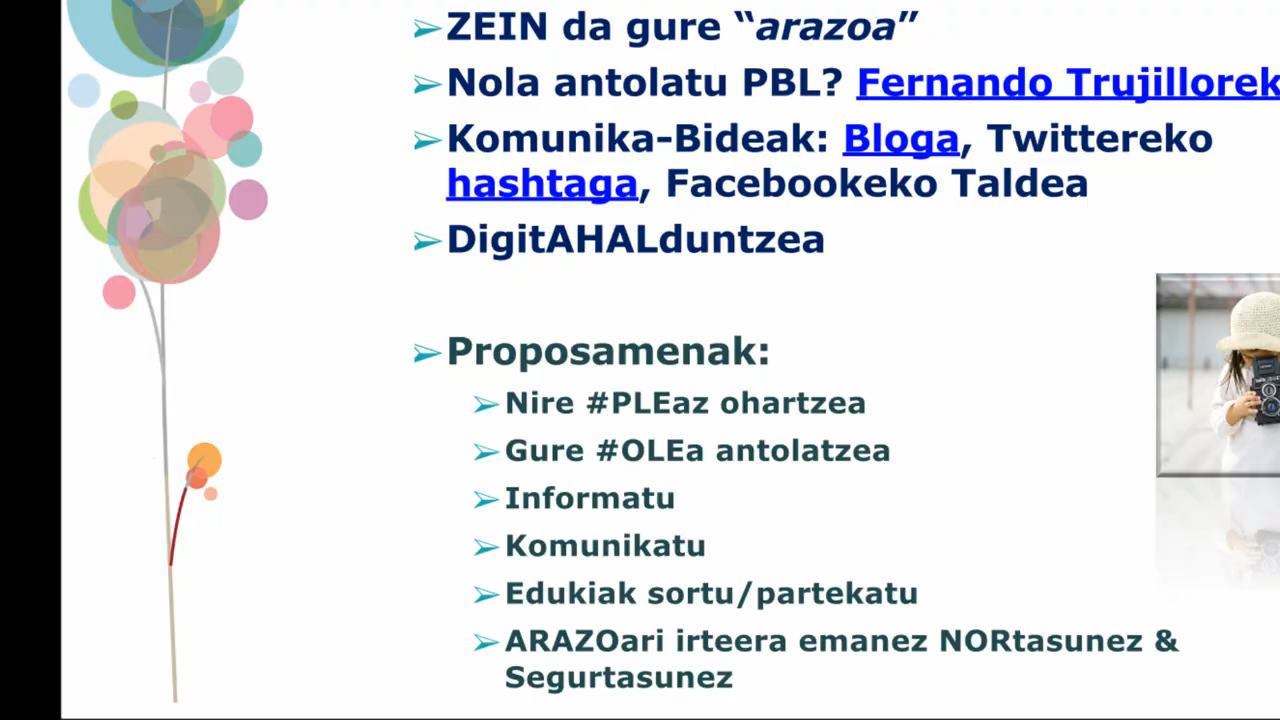 ➢ZEIN da gure “arazoa”
➢Nola antolatu PBL? Fernando Trujillorek
➢Komunika-Bideak: Bloga, Twittereko
hashtaga, Facebookeko Taldea
➢DigitAHALduntzea
➢Proposamenak:
➢Nire #PLEaz ohartzea
➢Gure #OLEa antolatzea
➢Informatu
➢Komunikatu
➢Edukiak sortu/partekatu
➢ARAZOari irteera emanez NORtasunez &
Segurtasunez